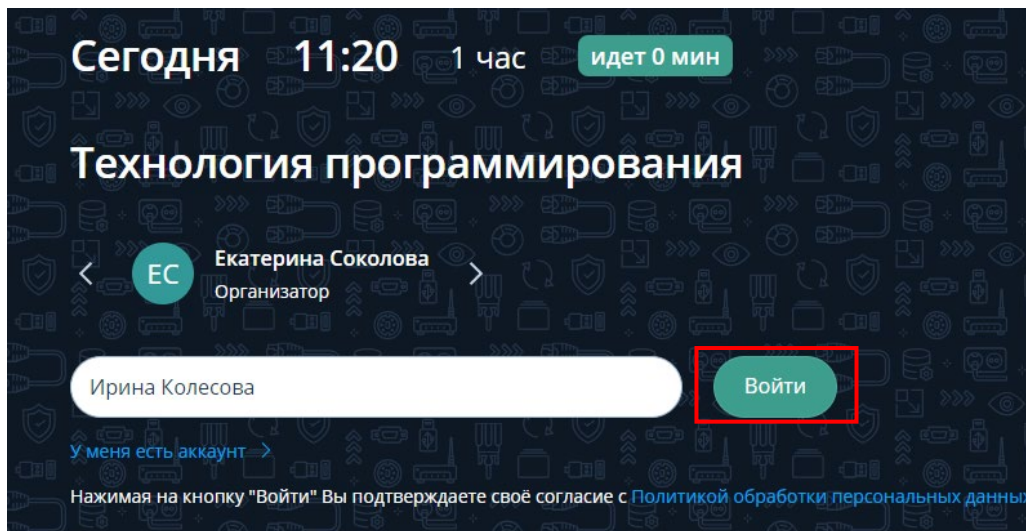 Сегодня 11:20 1 час идет 0 мин
Технология программирования
ЕС
Екатерина Соколова
Организатор
Ирина Колесова Войти
У меня есть аккаунт >
Нажимая на кнопку "Войти" Вы подтверждаете своё согласие с Политикой обработки персональных данных